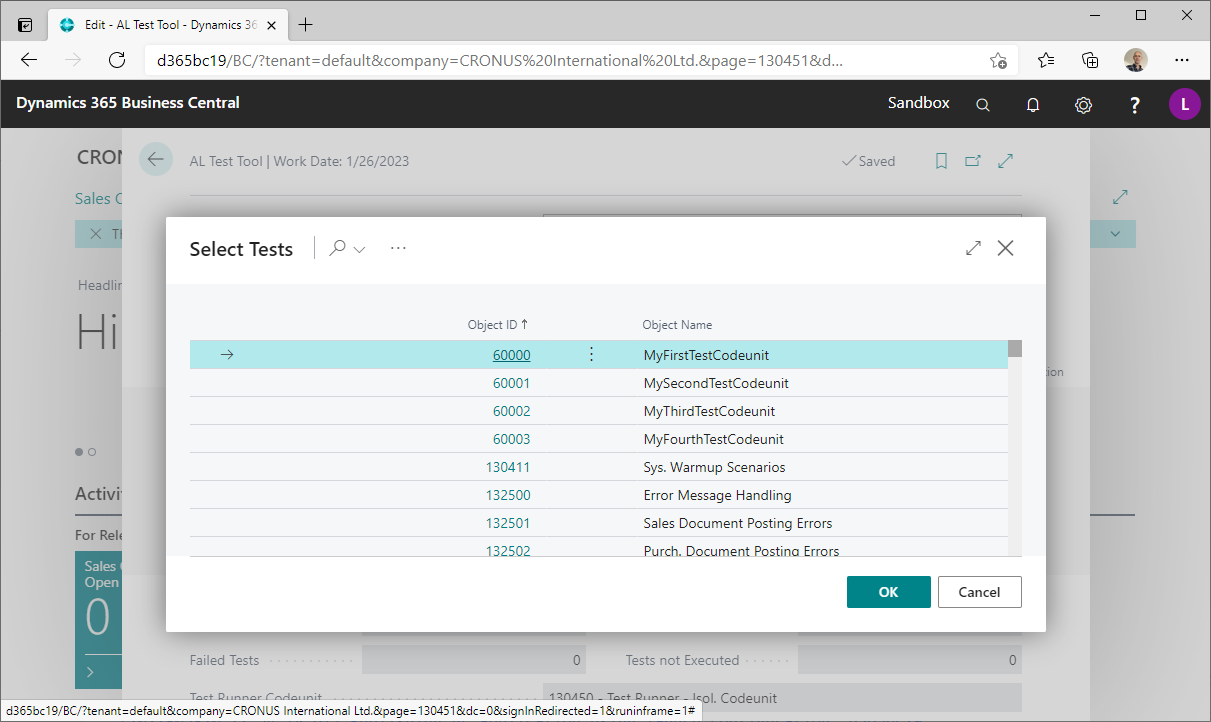 Edit - AL Test Tool - Dynamics 36
d365bc19/BC/?tenant=default&company=CRONUS%20International%20Ltd.&page=130451&d...
Dynamics 365 Business Central
Sandbox
?
L
CRON
AL Test Tool | Work Date: 1/26/2023
Saved
Sales
Th
Select Tests
Headlin
Hi
Object ID ↑
Object Name
60000
MyFirstTestCodeunit
60001
MySecondTestCodeunit
60002
MyThirdTestCodeunit
60003
MyFourthTestCodeunit
130411
Sys. Warmup Scenarios
132500
Error Message Handling
132501
Sales Document Posting Errors
132502
Purch. Document Posting Errors
tion
Activi
For Rele
Sales
Open
0
OK
Cancel
Failed Tests
0
Tests not Executed
0
Test Runner Codeunit
130450 - Test Runner - Isol. Codeunit
d365bc19/BC/?tenant=default&company=CRONUS International Ltd.&page=130451&dc=0&signInRedirected=1&runinframe=1#